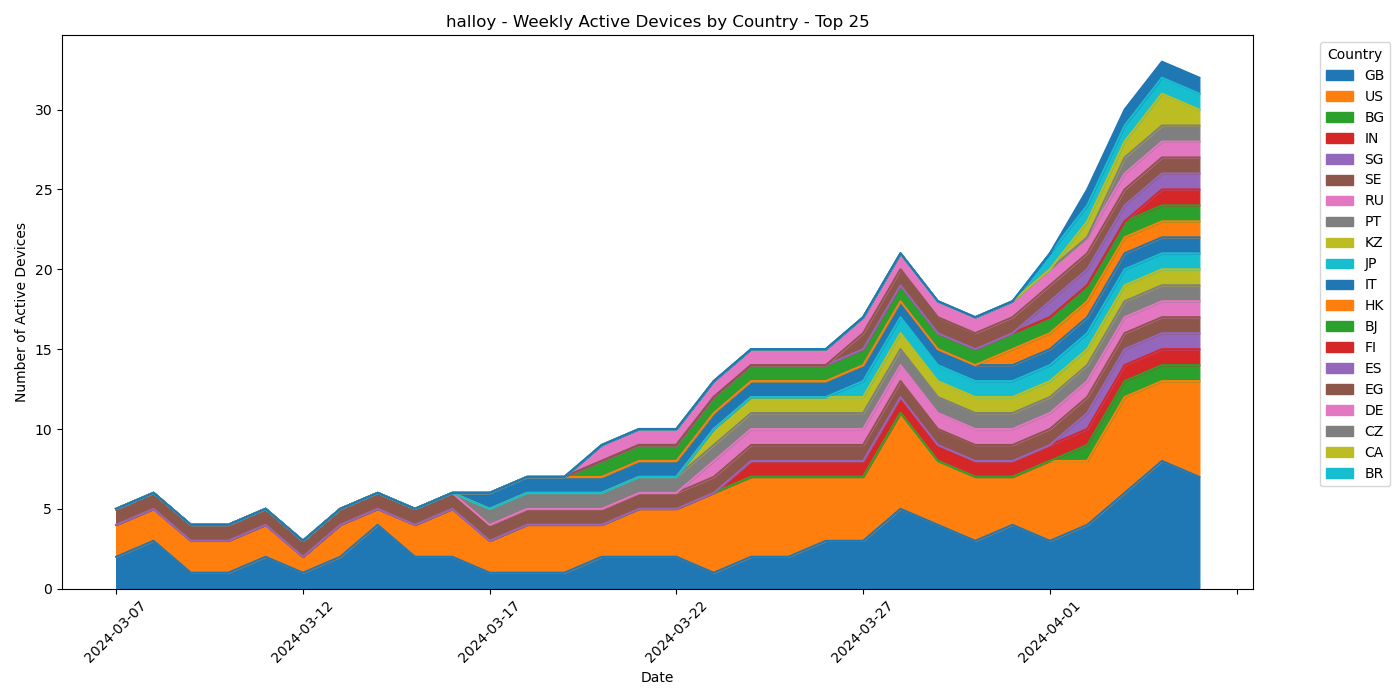 halloy - Weekly Active Devices by Country - Top 25
Number of Active Devices
30
25
20
15
10
5
0
2024-03-07
2024-03-12
2024-03-17
2024-03-22
2024-03-27
2024-04-01
Date
Country
GB
US
BG
IN
SG
SE
RU
PT
KZ
JP
IT
HK
BJ
FI
ES
EG
DE
CZ
CA
BR